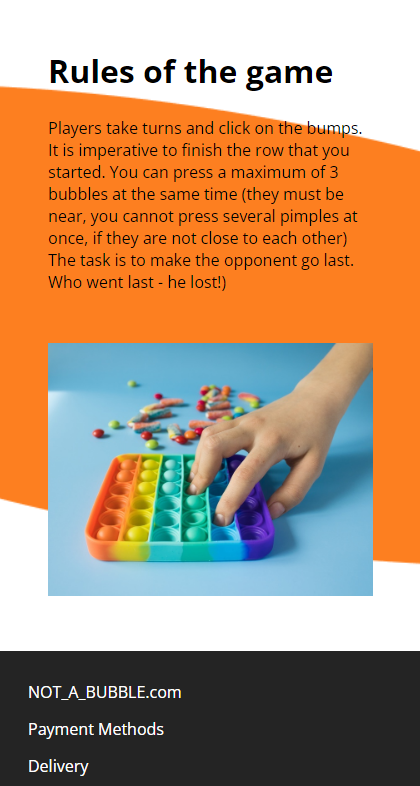 Rules of the game
Players take turns and click on the bumps.
It is imperative to finish the row that you
started. You can press a maximum of 3
bubbles at the same time (they must be
near, you cannot press several pimples at
once, if they are not close to each other)
The task is to make the opponent go last.
Who went last - he lost!)
NOT_A_BUBBLE.com
Payment Methods
Delivery